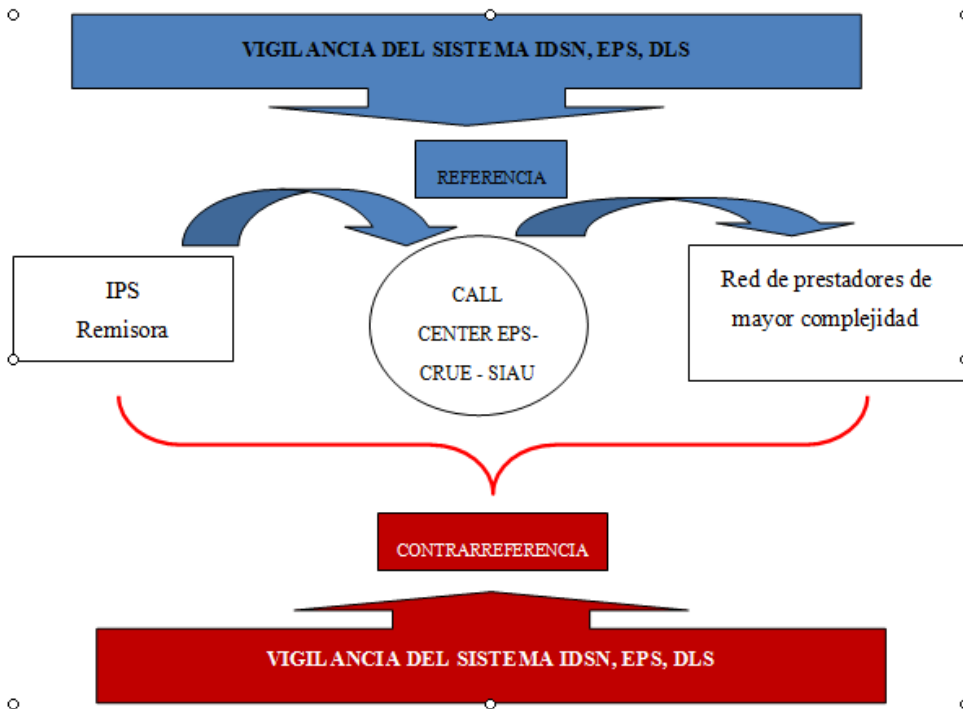 VIGILANCIA DEL SISTEMA IDSN, EPS, DLS
REFERENCIA
IPS
Remisora
CALL
CENTER EPS-
CRUE - SIAU
Red de prestadores de
mayor complejidad
CONTRARREFERENCIA
VIGILANCIA DEL SISTEMA IDSN, EPS, DLS